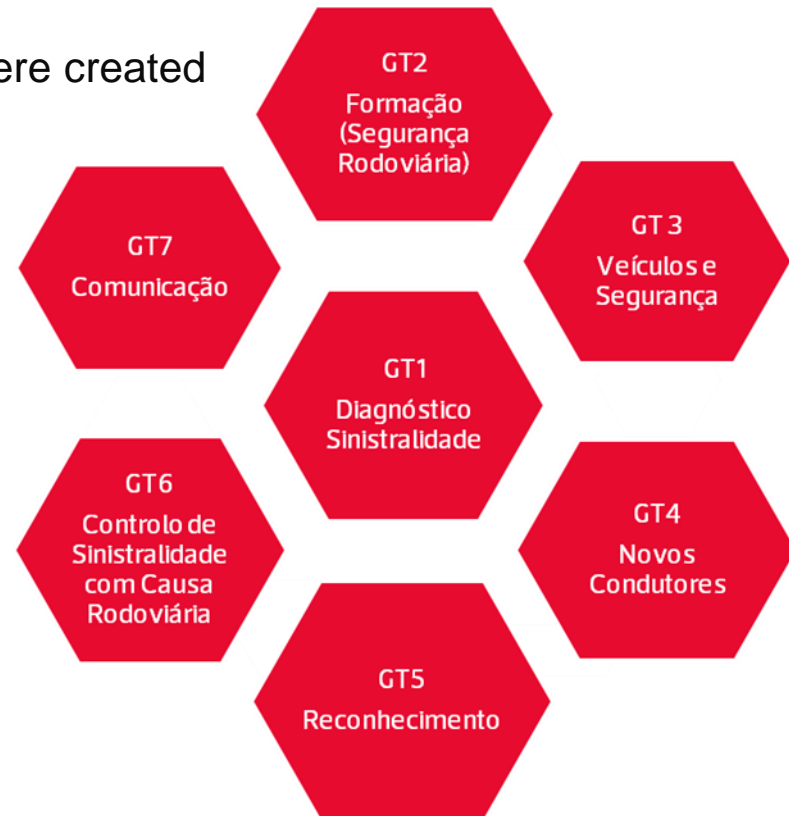 ere created
GT2
Formação
(Segurança
Rodoviária)
GT 3
Veículos e
Segurança
GT7
Comunicação
GT1
Diagnóstico
Sinistralidade
GT6
Controlo de
Sinistralidade
com Causa
Rodoviária
GT4
Novos
Condutores
GT5
Reconhecimento